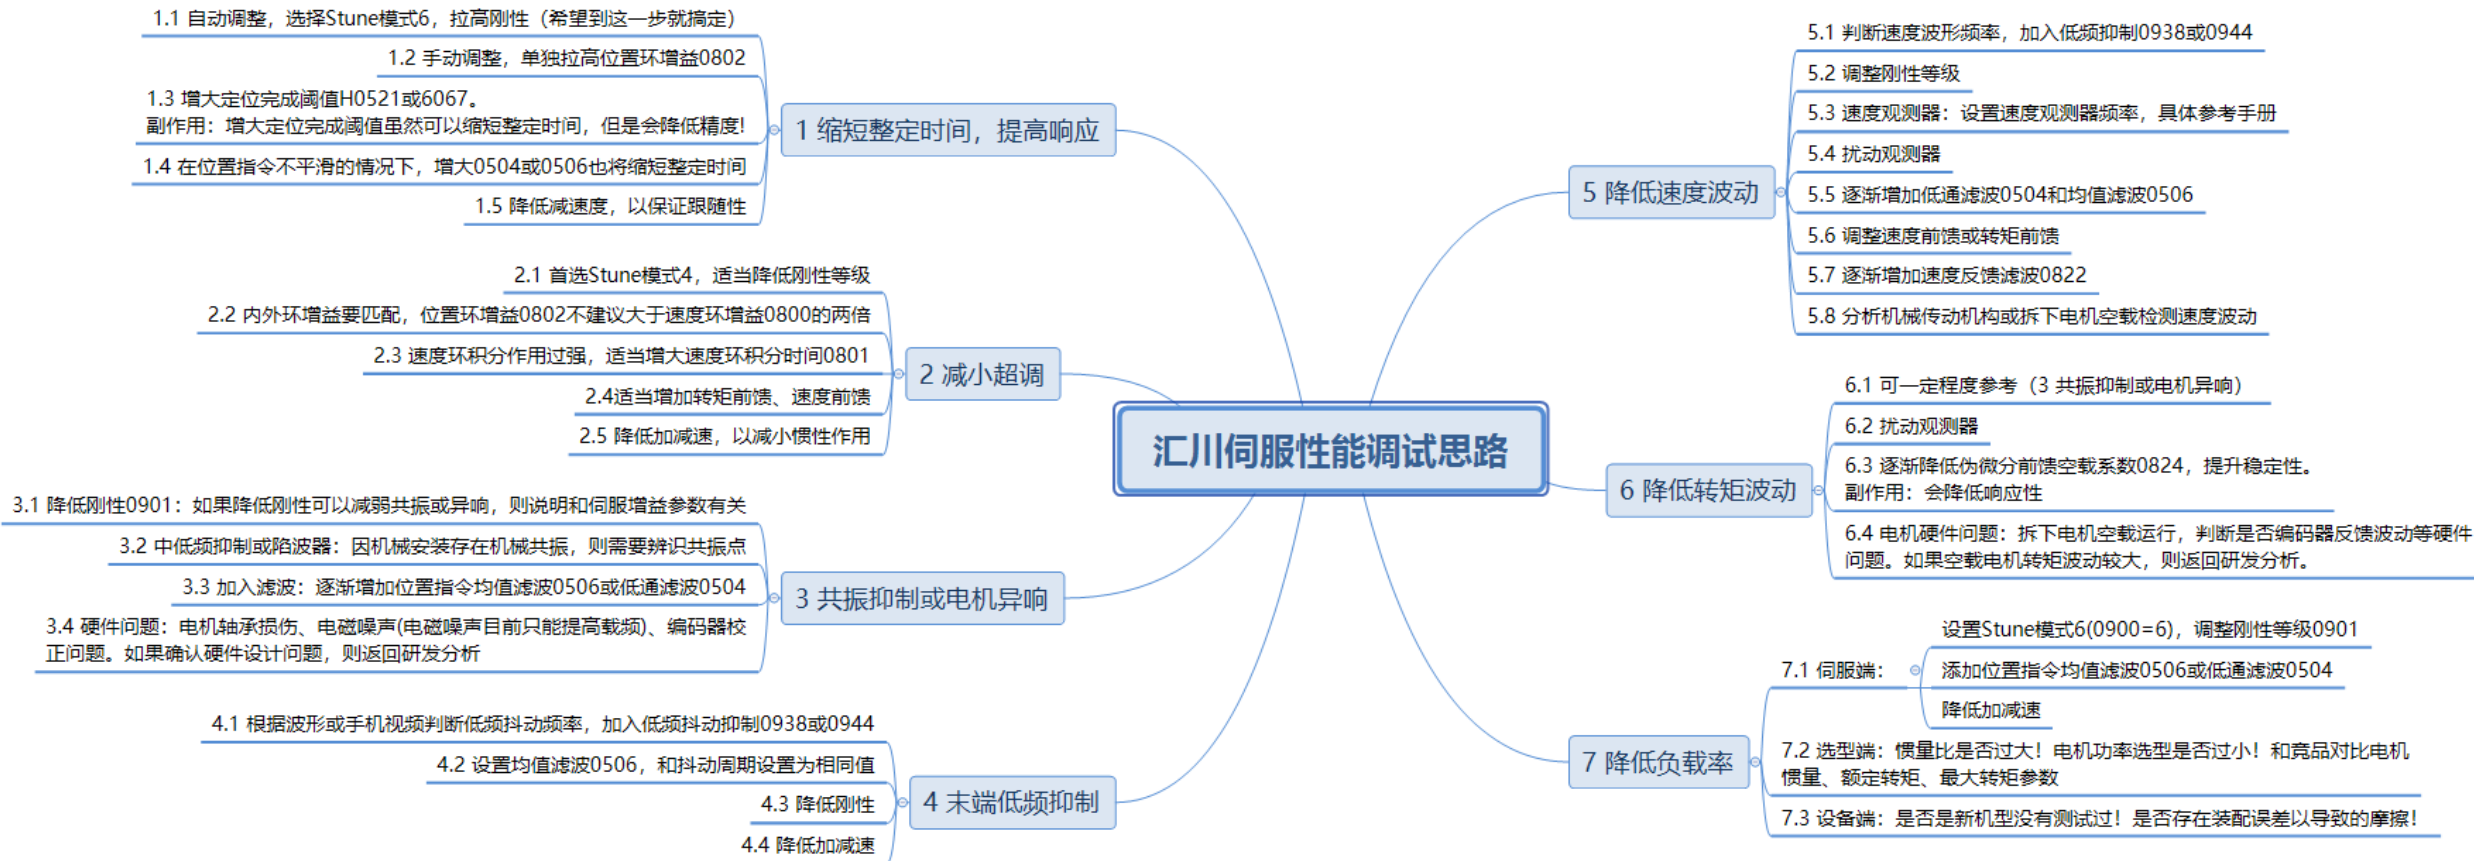 汇川伺服性能调试思路
1 缩短整定时间，提高响应
1.1 自动调整，选择Stune模式6，拉高刚性（希望到这一步就搞定）
1.2 手动调整，单独拉高位置环增益0802
1.3 增大定位完成阈值H0521或6067。
副作用：增大定位完成阈值虽然可以缩短整定时间，但是会降低精度!
1.4 在位置指令不平滑的情况下，增大0504或0506也将缩短整定时间
1.5 降低减速度，以保证跟随性
2 减小超调
2.1 首选Stune模式4，适当降低刚性等级
2.2 内外环增益要匹配，位置环增益0802不建议大于速度环增益0800的两倍
2.3 速度环积分作用过强，适当增大速度环积分时间0801
2.4适当增加转矩前馈、速度前馈
2.5 降低加减速，以减小惯性作用
3 共振抑制或电机异响
3.1 降低刚性0901：如果降低刚性可以减弱共振或异响，则说明和伺服增益参数有关
3.2 中低频抑制或陷波器：因机械安装存在机械共振，则需要辨识共振点
3.3 加入滤波：逐渐增加位置指令均值滤波0506或低通滤波0504
3.4 硬件问题：电机轴承损伤、电磁噪声(电磁噪声目前只能提高载频)、编码器校
正问题。如果确认硬件设计问题，则返回研发分析
4 末端低频抑制
4.1 根据波形或手机视频判断低频抖动频率，加入低频抖动抑制0938或0944
4.2 设置均值滤波0506，和抖动周期设置为相同值
4.3 降低刚性
4.4 降低加减速
5 降低速度波动
5.1 判断速度波形频率，加入低频抑制0938或0944
5.2 调整刚性等级
5.3 速度观测器：设置速度观测器频率，具体参考手册
5.4 扰动观测器
5.5 逐渐增加低通滤波0504和均值滤波0506
5.6 调整速度前馈或转矩前馈
5.7 逐渐增加速度反馈滤波0822
5.8 分析机械传动机构或拆下电机空载检测速度波动
6 降低转矩波动
6.1 可一定程度参考（3 共振抑制或电机异响）
6.2 扰动观测器
6.3 逐渐降低伪微分前馈空载系数0824，提升稳定性。
副作用：会降低响应性
6.4 电机硬件问题：拆下电机空载运行，判断是否编码器反馈波动等硬件
问题。如果空载电机转矩波动较大，则返回研发分析。
7 降低负载率
7.1 伺服端：
设置Stune模式6(0900=6)，调整刚性等级0901
添加位置指令均值滤波0506或低通滤波0504
降低加减速
7.2 选型端：惯量比是否过大！电机功率选型是否过小！和竞品对比电机
惯量、额定转矩、最大转矩参数
7.3 设备端：是否是新机型没有测试过！是否存在装配误差以导致的摩擦！